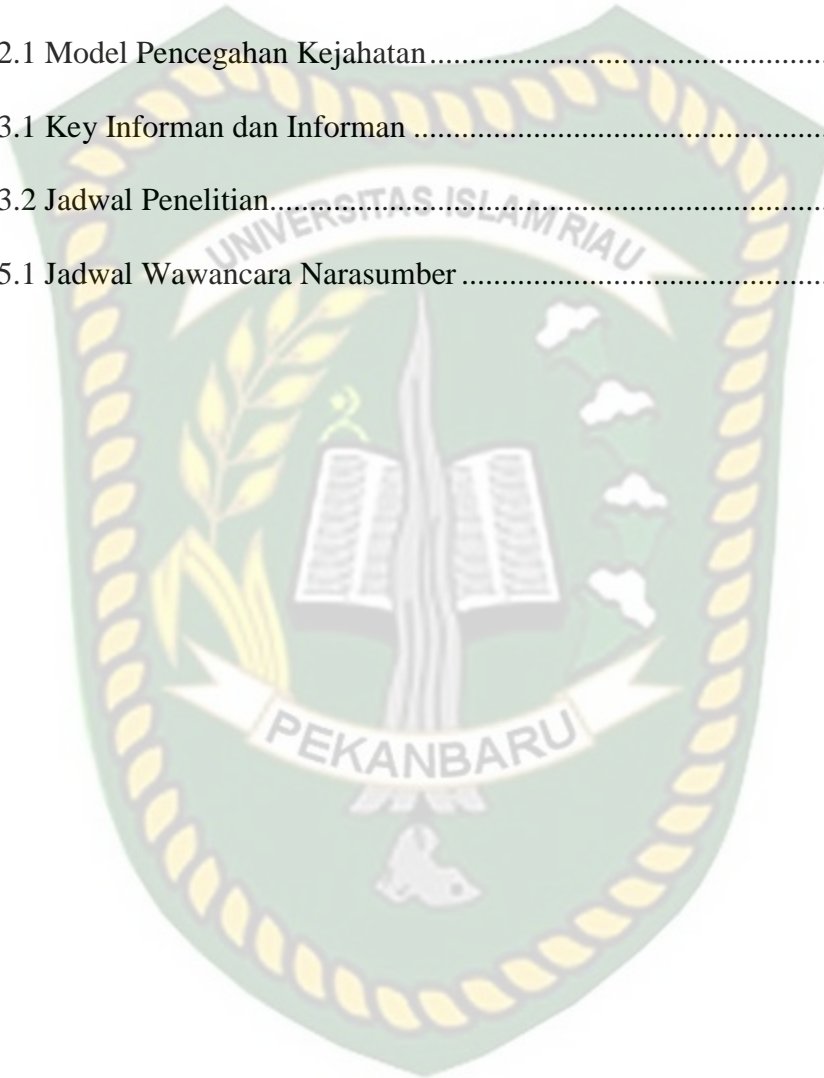 2.1 Model Pencegahan Kejahatan................................................
3.1 Key Informan dan Informan ..................................................
3.2 Jadwal Penelitian...................................................................
UNIVERSITAS ISLAM RIAU
5.1 Jadwal Wawancara Narasumber ............................................
PEKANBARU